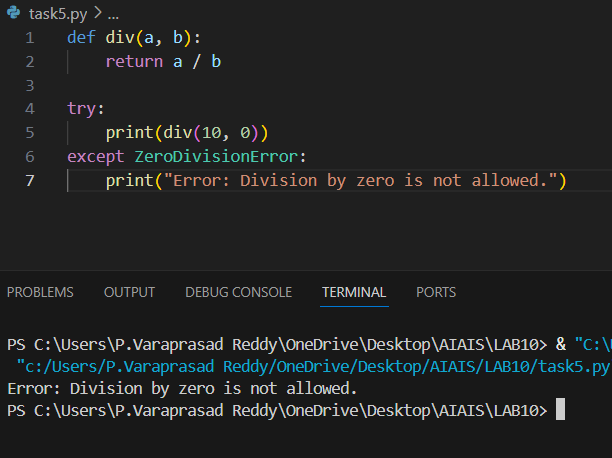 task5.py > ...
1 def div(a, b):
2     return a / b
3
4 try:
5     print(div(10, 0))
6 except ZeroDivisionError:
7     print("Error: Division by zero is not allowed.")
PROBLEMS OUTPUT DEBUG CONSOLE TERMINAL PORTS
PS C:\Users\P.Varaprasad Reddy\OneDrive\Desktop\AIAIS\LAB10> & "C:\
"c:/Users/P.Varaprasad Reddy/OneDrive/Desktop/AIAIS/LAB10/task5.py
Error: Division by zero is not allowed.
PS C:\Users\P.Varaprasad Reddy\OneDrive\Desktop\AIAIS\LAB10>